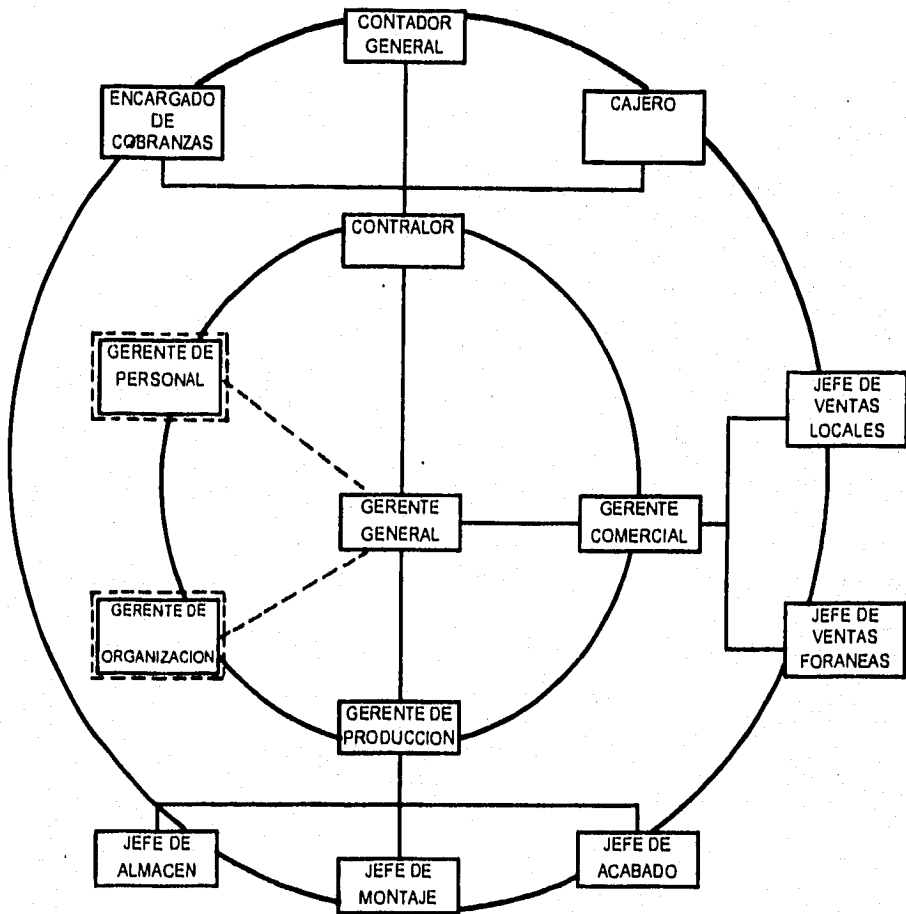 CONTADOR
GENERAL
ENCARGADO
DE
COBRANZAS
CAJERO
CONTRALOR
GERENTE DE
PERSONAL
JEFE DE
VENTAS
LOCALES
GERENTE
GENERAL
GERENTE
COMERCIAL
GERENTE DE
ORGANIZACION
JEFE DE
VENTAS
FORANEAS
GERENTE DE
PRODUCCION
JEFE DE
ALMACEN
JEFE DE
MONTAJE
JEFE DE
ACABADO